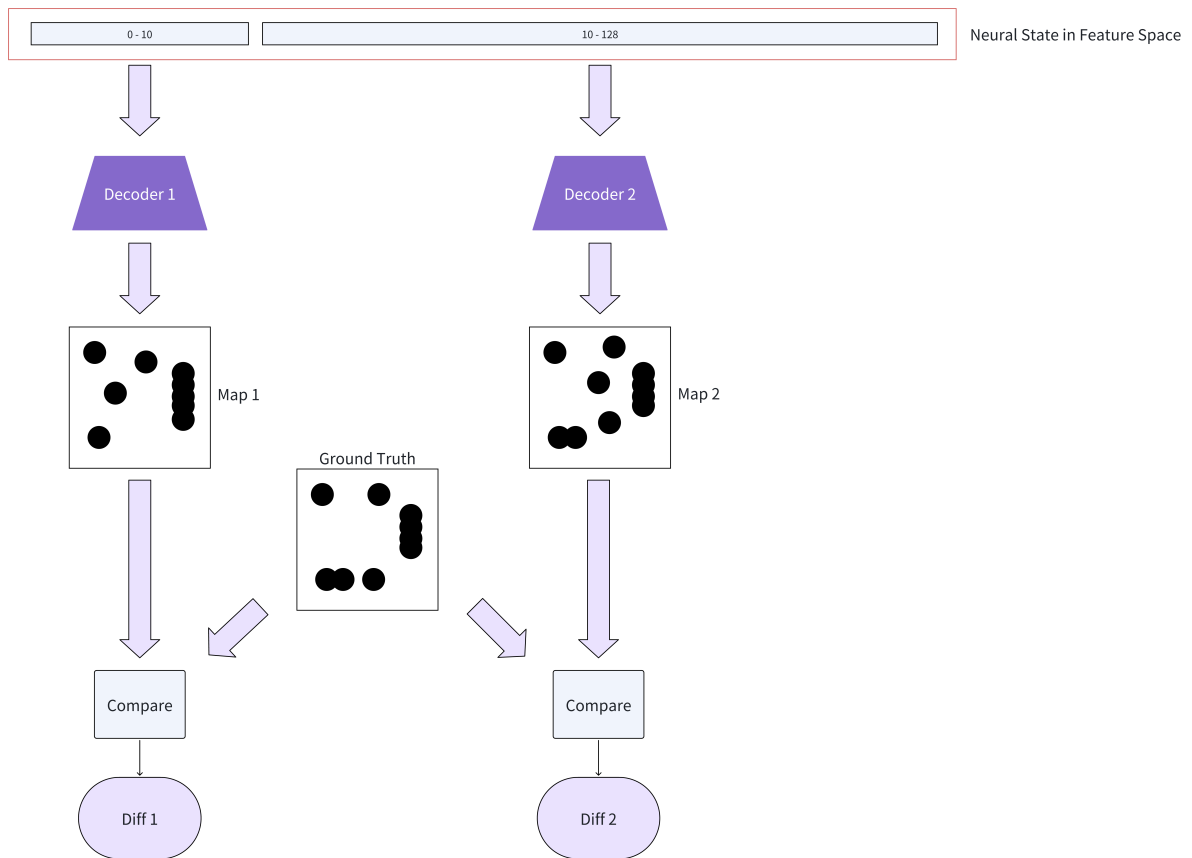 0 - 10
10 - 128
Neural State in Feature Space
Decoder 1
Decoder 2
Map 1
Map 2
Ground Truth
Compare
Compare
Diff 1
Diff 2